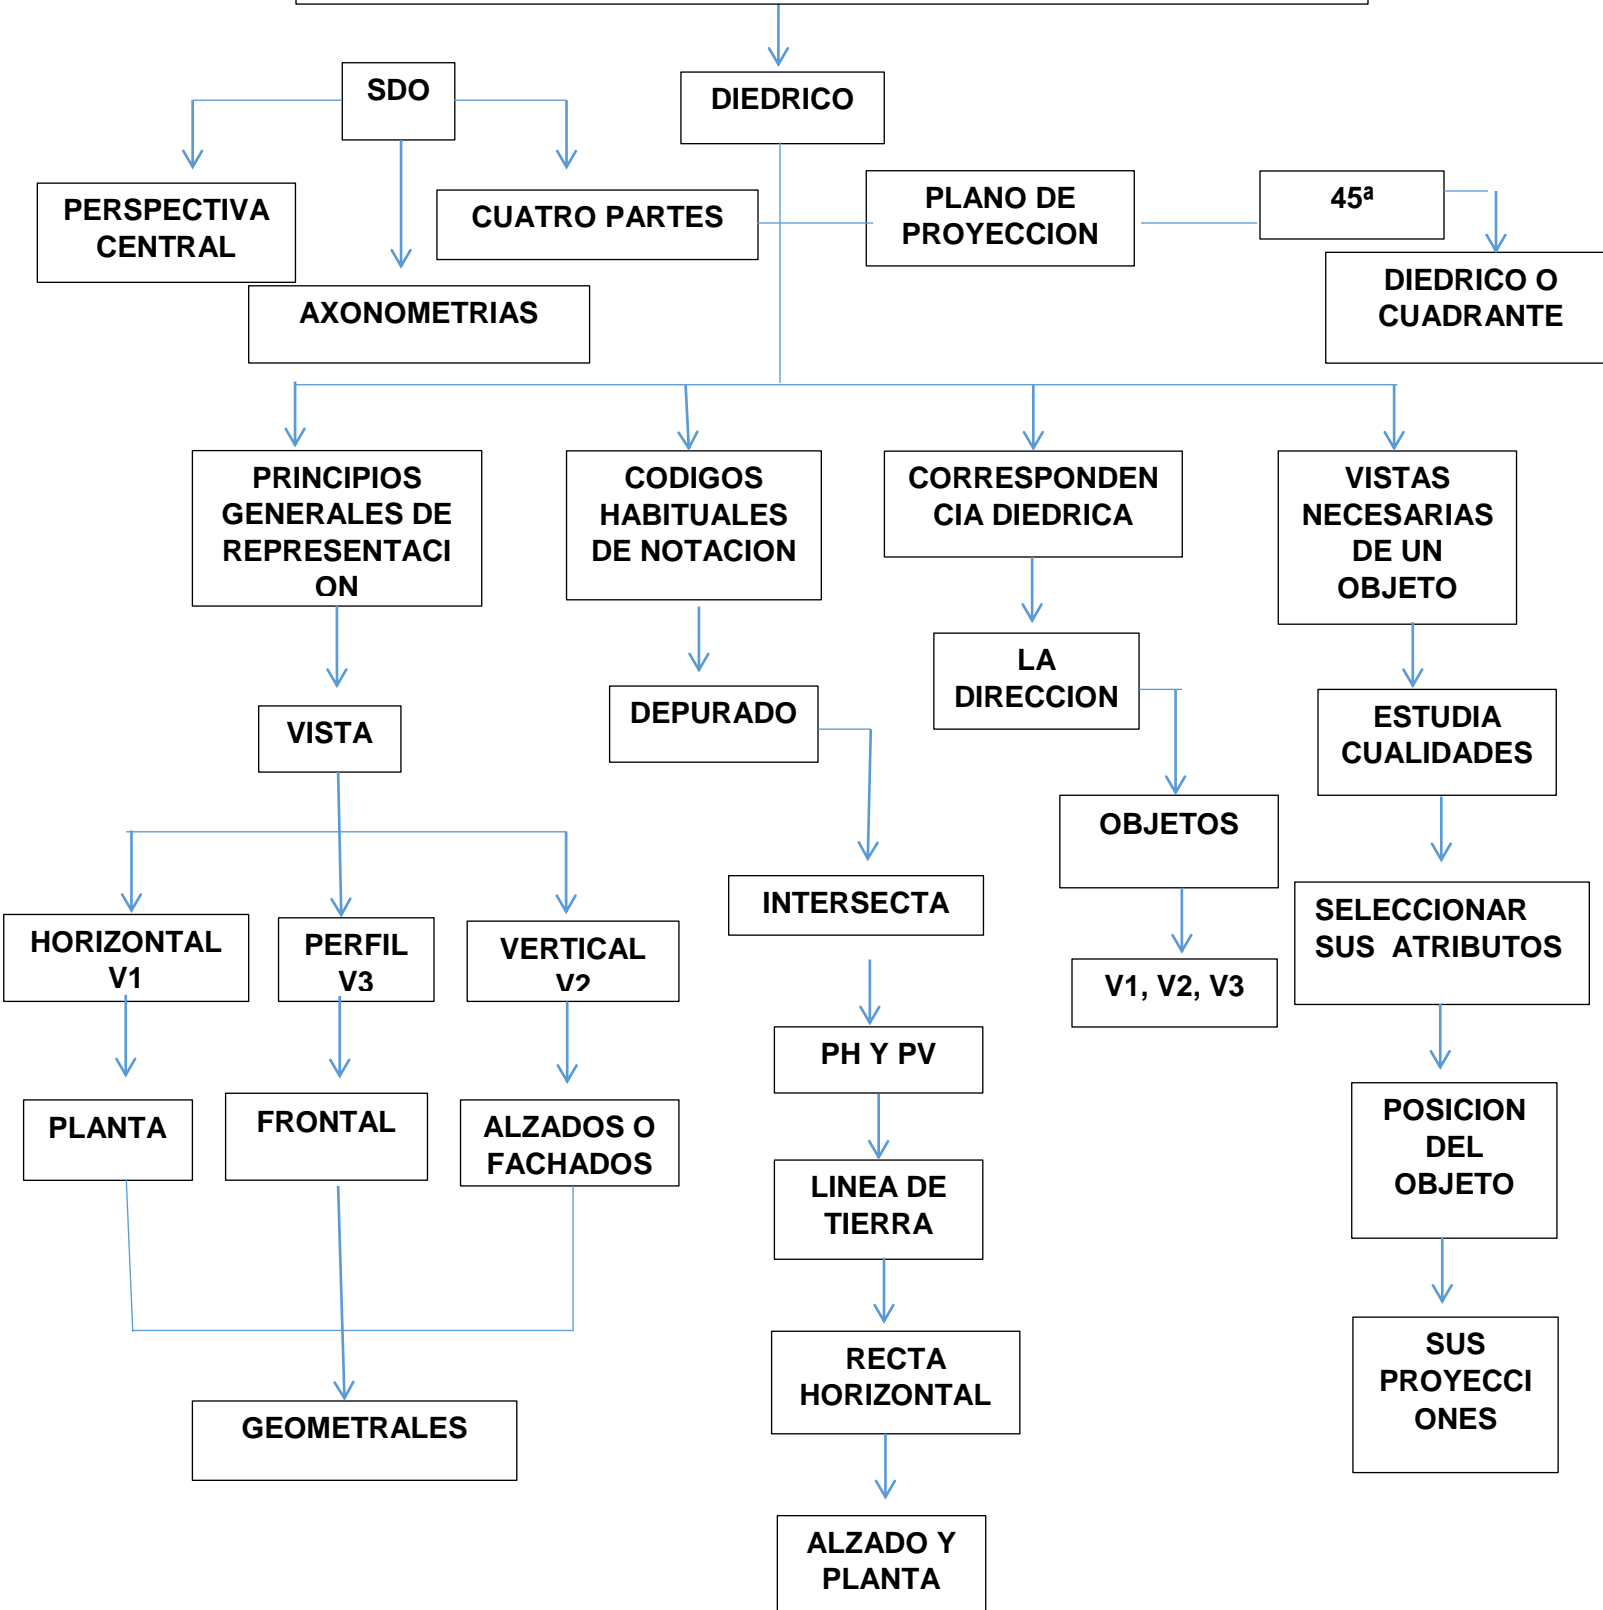 SDO
DIEDRICO
PERSPECTIVA
CENTRAL
CUATRO PARTES
PLANO DE
PROYECCION
45ª
AXONOMETRIAS
DIEDRICO O
CUADRANTE
PRINCIPIOS
GENERALES DE
REPRESENTACI
ON
CODIGOS
HABITUALES
DE NOTACION
CORRESPONDEN
CIA DIEDRICA
VISTAS
NECESARIAS
DE UN
OBJETO
VISTA
DEPURADO
LA
DIRECCION
ESTUDIA
CUALIDADES
OBJETOS
INTERSECTA
SELECCIONAR
SUS  ATRIBUTOS
HORIZONTAL
V1
PERFIL
V3
VERTICAL
V2
V1, V2, V3
PH Y PV
PLANTA
FRONTAL
ALZADOS O
FACHADOS
POSICION
DEL
OBJETO
LINEA DE
TIERRA
RECTA
HORIZONTAL
SUS
PROYECCI
ONES
GEOMETRALES
ALZADO Y
PLANTA